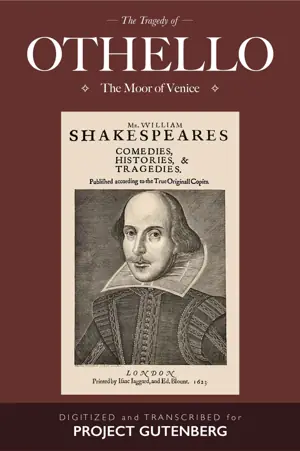 The Tragedy of
OTHELLO
The Moor of Venice
MR. WILLIAM
SHAKESPEARES
COMEDIES,
HISTORIES, &
TRAGEDIES.
Published according to the True Originall Copies.
LONDON
Printed by Isaac Iaggard, and Ed. Blount. 1623
DIGITIZED and TRANSCRIBED for
PROJECT GUTENBERG